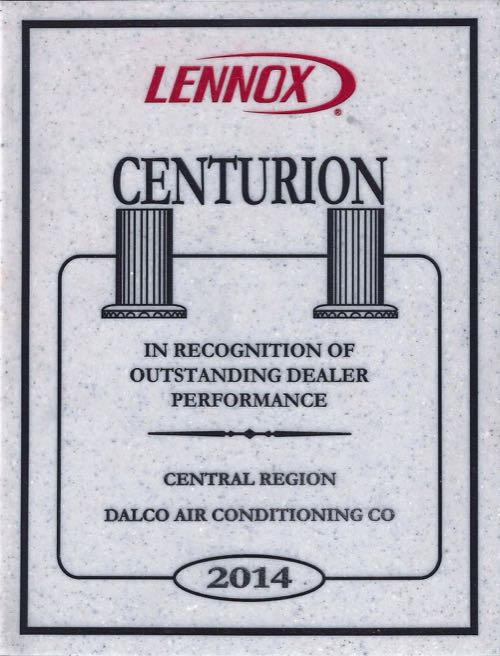 LENNOX
®
CENTURION
IN RECOGNITION OF
OUTSTANDING DEALER
PERFORMANCE
CENTRAL REGION
DALCO AIR CONDITIONING CO
2014